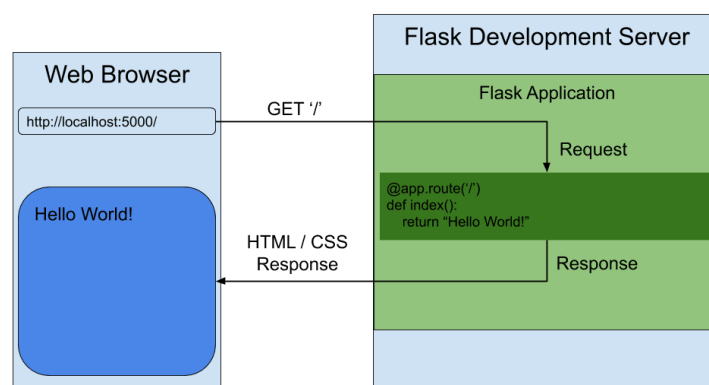 Web Browser
http://localhost:5000/
Hello World!
GET ‘/’
HTML / CSS
Response
Flask Development Server
Flask Application
Request
@app.route(‘/’)
def index():
    return “Hello World!”
Response